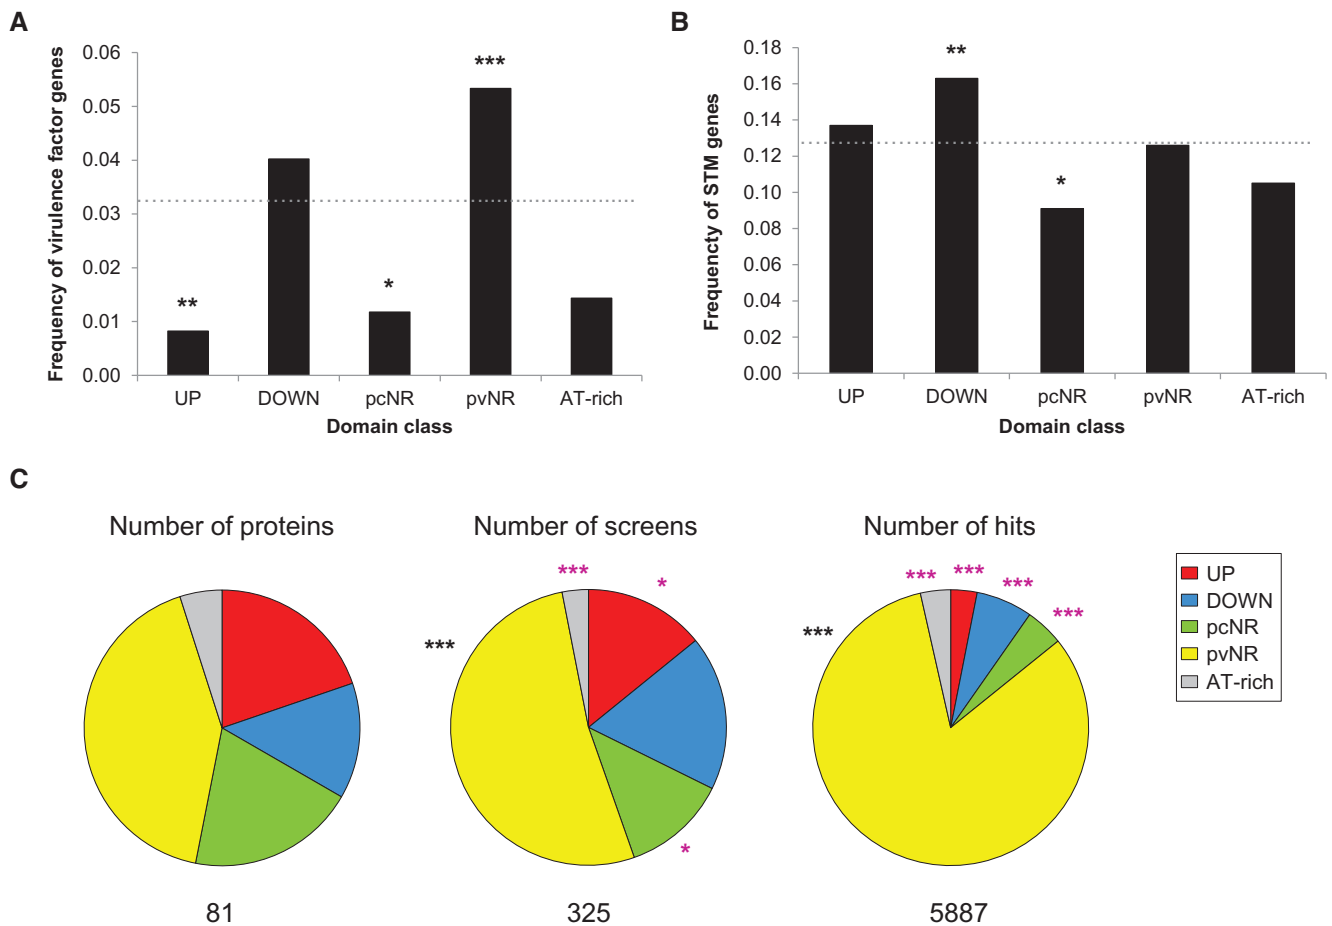 A
Frequency of virulence factor genes
0.06
0.05
0.04
0.03
0.02
0.01
0.00
**
*
***
UP DOWN pcNR pvNR AT-rich
Domain class
B
Frequencty of STM genes
0.18
0.16
0.14
0.12
0.10
0.08
0.06
0.04
0.02
0.00
**
*
UP DOWN pcNR pvNR AT-rich
Domain class
C
Number of proteins
81
Number of screens
***
*
***
*
325
Number of hits
***
***
***
***
***
5887
UP
DOWN
pcNR
pvNR
AT-rich